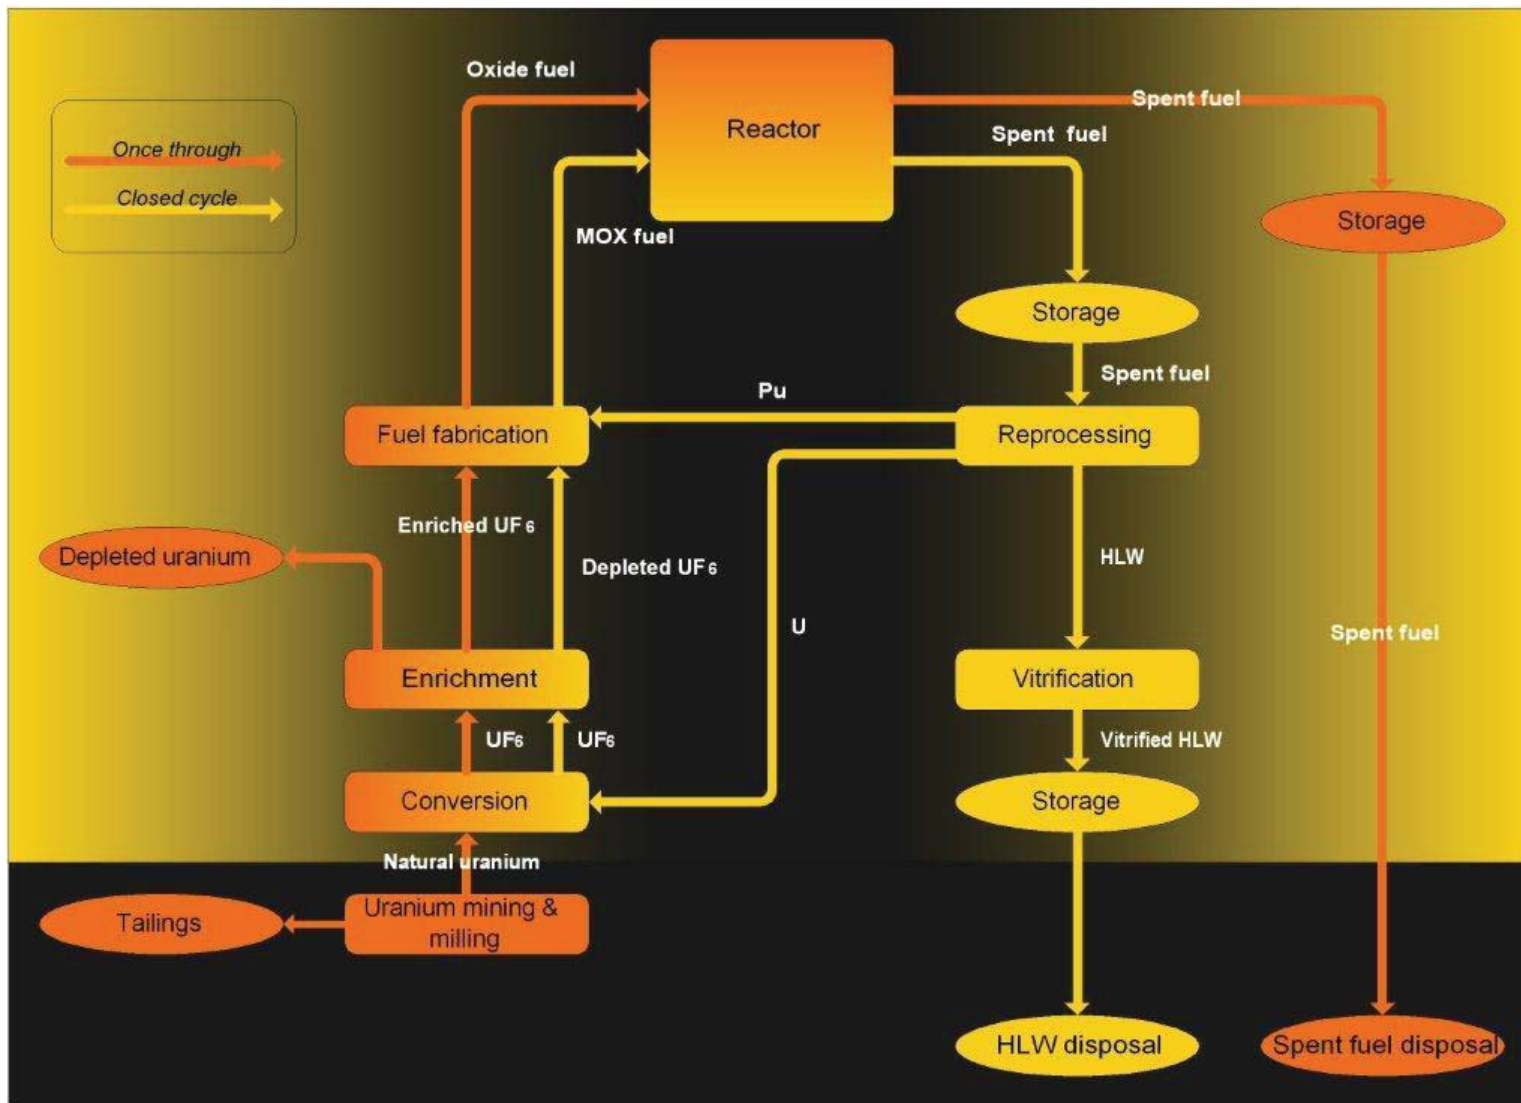 Oxide fuel
Reactor
Spent fuel
Spent fuel
Once through
Closed cycle
Storage
MOX fuel
Storage
Spent fuel
Pu
Fuel fabrication
Reprocessing
Enriched UF6
Depleted uranium
Depleted UF6
HLW
U
Spent fuel
Enrichment
Vitrification
UF6
UF6
Vitrified HLW
Conversion
Storage
Natural uranium
Tailings
Uranium mining &
milling
HLW disposal
Spent fuel disposal